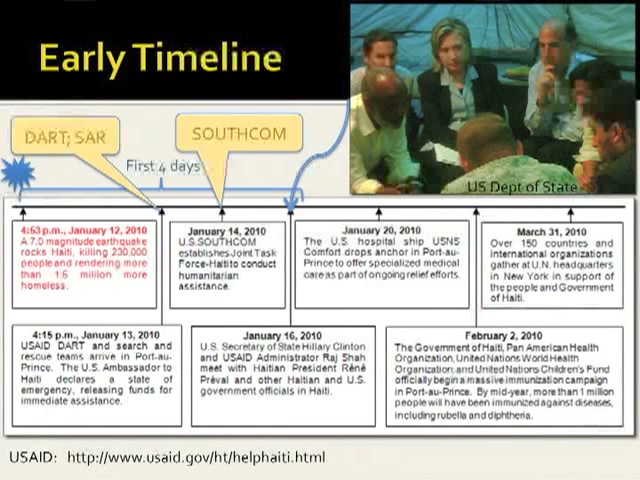 Early Timeline
US Dept of State
DART; SAR
SOUTHCOM
First 4 days
4:53 p.m., January 12, 2010
A 7.0 magnitude earthquake
rocks Haiti, killing 230,000
people and rendering more
than 1.5 million more
homeless.
January 14, 2010
U.S.SOUTHCOM
establishes Joint Task
Force-Haiti to conduct
humanitarian
assistance.
January 20, 2010
The U.S. hospital ship USNS
Comfort drops anchor in Port-au-
Prince to offer specialized medical
care as part of ongoing relief efforts.
March 31, 2010
Over 150 countries and
international organizations
gather at U.N. headquarters
in New York in support of
the people and Government
of Haiti.
4:15 p.m., January 13, 2010
USAID DART and search and
rescue teams arrive in Port-au-
Prince. The U.S. Ambassador to
Haiti declares a state of
emergency, releasing funds for
immediate assistance.
January 16, 2010
U.S. Secretary of State Hillary Clinton
and USAID Administrator Raj Shah
meet with Haitian President Réné
Préval and other Haitian and U.S.
government officials in Haiti.
February 2, 2010
The Government of Haiti, Pan American Health
Organization, United Nations World Health
Organization, and United Nations Children's Fund
officially begin a massive immunization campaign
in Port-au-Prince. By mid-year, more than 1 million
people will have been immunized against diseases,
including rubella and diphtheria.
USAID: http://www.usaid.gov/ht/helphaiti.html